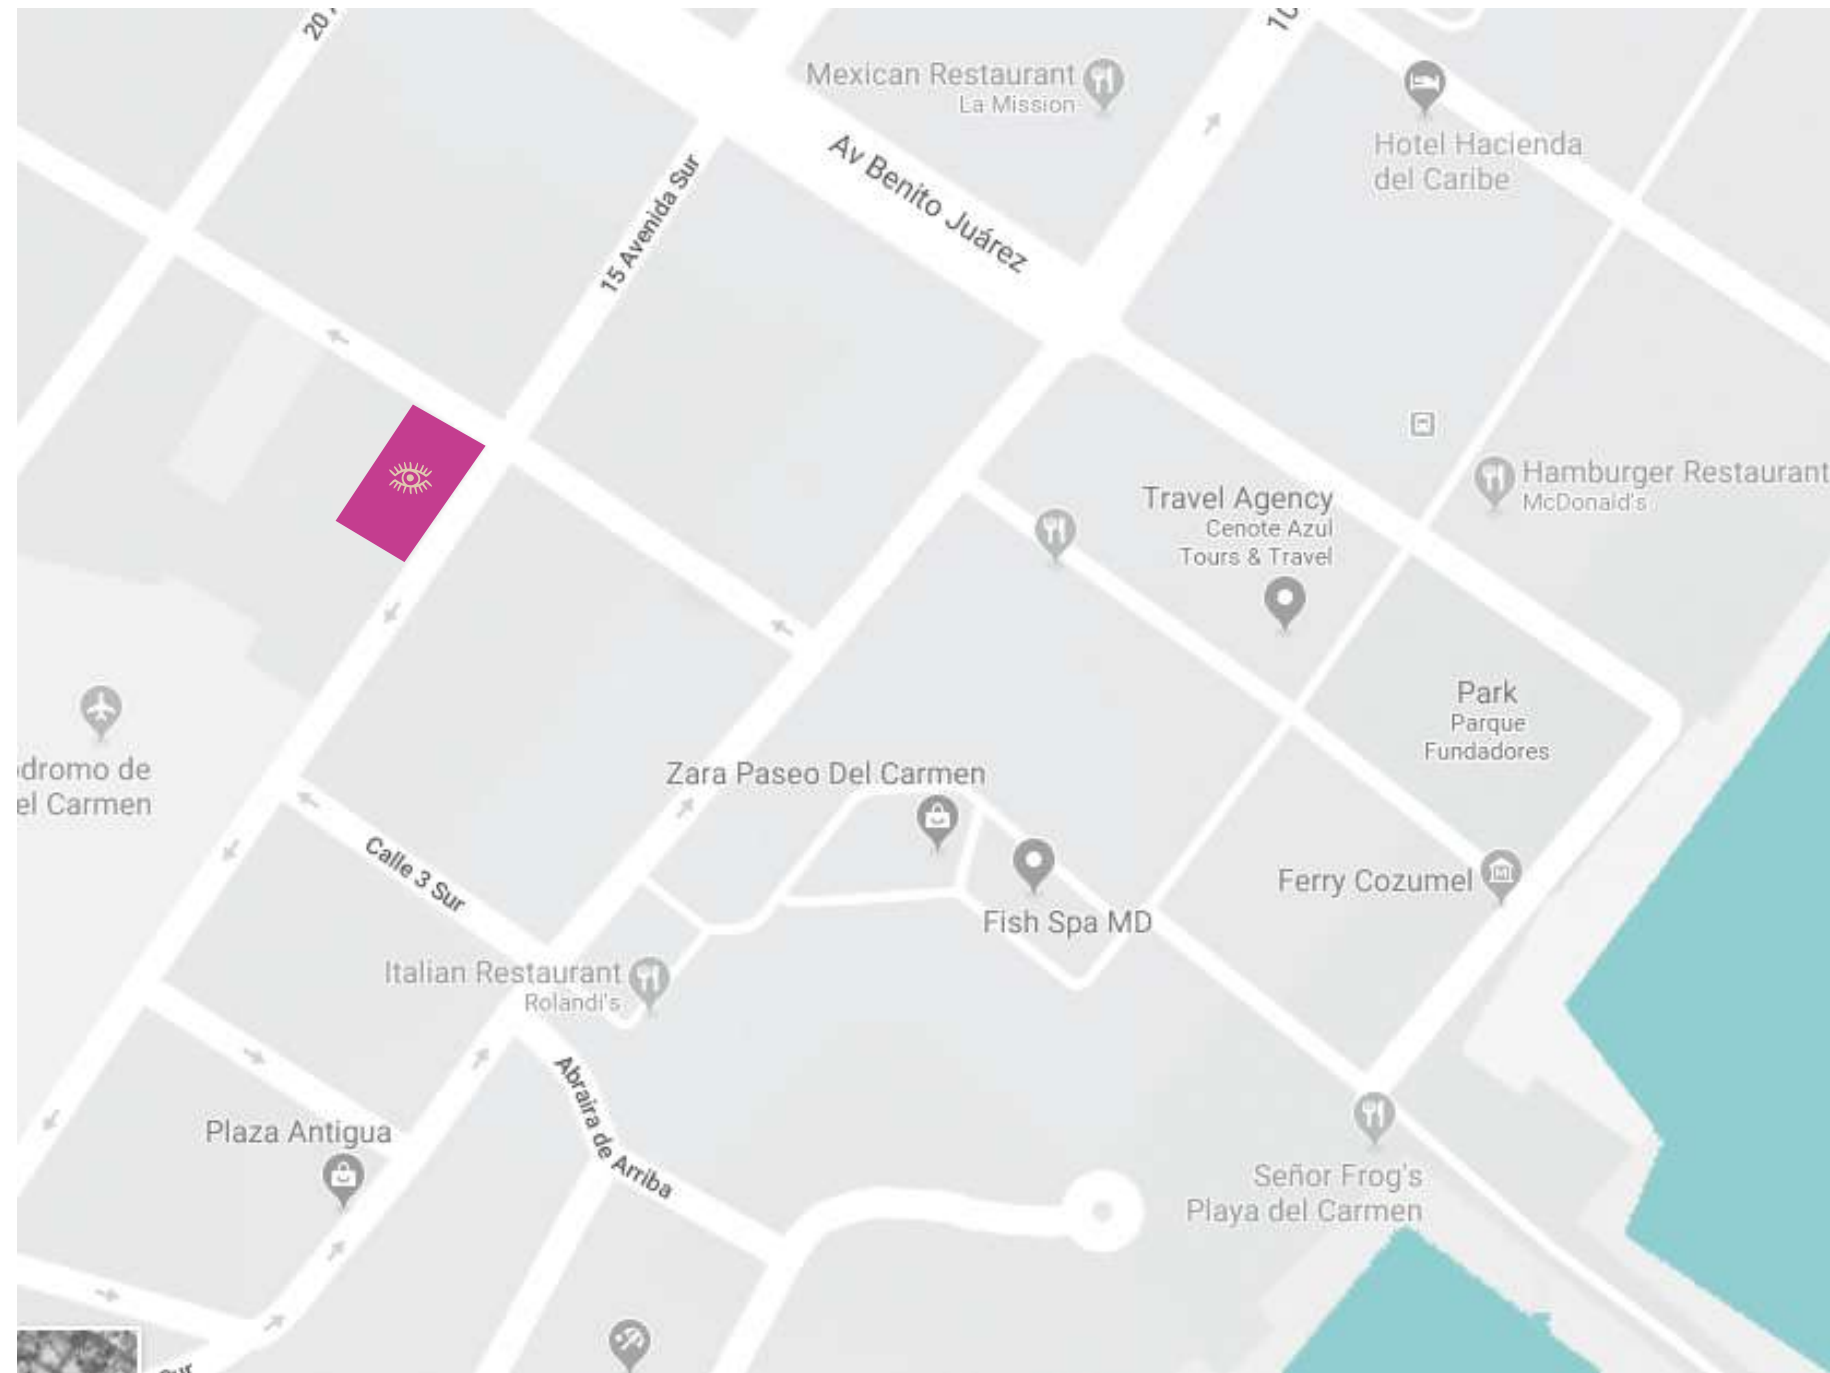 20
10
Mexican Restaurant
La Mission
Hotel Hacienda
del Caribe
Av Benito Juárez
15 Avenida Sur
Hamburger Restaurant
McDonald's
Travel Agency
Cenote Azul
Tours & Travel
Park
Parque
Fundadores
dromo de
el Carmen
Zara Paseo Del Carmen
Calle 3 Sur
Ferry Cozumel
Fish Spa MD
Italian Restaurant
Rolandi's
Abraira de Arriba
Plaza Antigua
Señor Frog's
Playa del Carmen